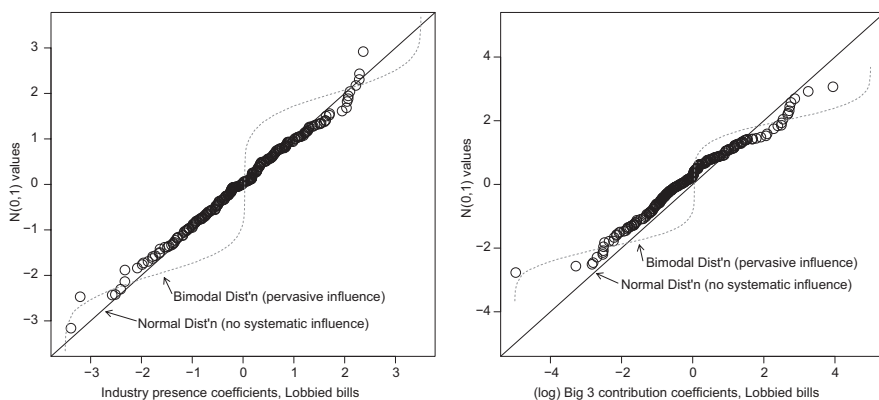 3
2
1
0
−1
−2
−3
N(0,1) values
Bimodal Dist'n (pervasive influence)
Normal Dist'n (no systematic influence)
−3 −2 −1 0 1 2 3
Industry presence coefficients, Lobbied bills
4
2
0
−2
−4
N(0,1) values
Bimodal Dist'n (pervasive influence)
Normal Dist'n (no systematic influence)
−4 −2 0 2 4
(log) Big 3 contribution coefficients, Lobbied bills